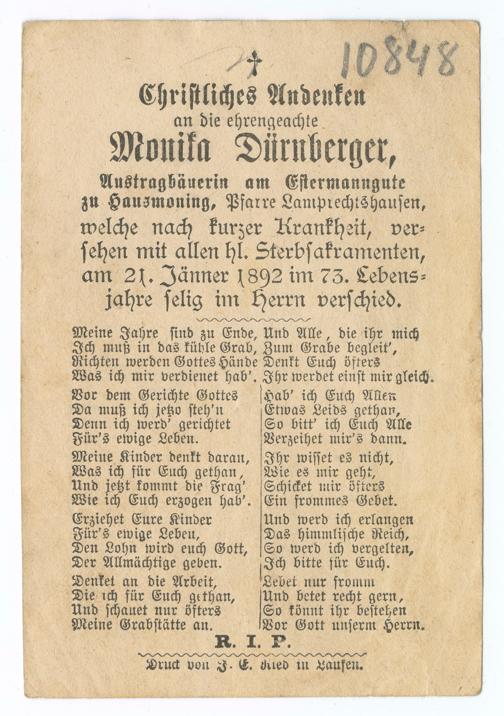 10848
Christliches Andenken
an die ehrengeachte
Monika Dürnberger,
Austragbäuerin am Estermanngute
zu Hausmoning, Pfarre Lamprechtshausen,
welche nach kurzer Krankheit, ver-
sehen mit allen hl. Sterbsakramenten,
am 21. Jänner 1892 im 73. Lebens-
jahre selig im Herrn verschied.
Meine Jahre sind zu Ende,
Ich muß in das kühle Grab,
Richten werden Gottes Hände
Was ich mir verdienet hab'.
Vor dem Gerichte Gottes
Da muß ich jetzo steh'n
Denn ich werd' gerichtet
Für's ewige Leben.
Meine Kinder denkt daran,
Was ich für Euch gethan,
Und jetzt kommt die Frag'
Wie ich Euch erzogen hab'.
Erziehet Eure Kinder
Für's ewige Leben,
Den Lohn wird euch Gott,
Der Allmächtige geben.
Denket an die Arbeit,
Die ich für Euch gethan,
Und schauet nur öfters
Meine Grabstätte an.
Und Alle, die ihr mich
Zum Grabe begleit',
Denkt Euch öfters
Ihr werdet einst mir gleich.
Hab' ich Euch Allen
Etwas Leids gethan,
So bitt' ich Euch Alle
Verzeihet mir's dann.
Ihr wisset es nicht,
Wie es mir geht,
Schicket mir öfters
Ein frommes Gebet.
Und werd ich erlangen
Das himmlische Reich,
So werd ich vergelten,
Ich bitte für Euch.
Lebet nur fromm
Und betet recht gern,
So könnt ihr bestehen
Vor Gott unserm Herrn.
R. I. P.
Druck von J. E. Ried in Laufen.